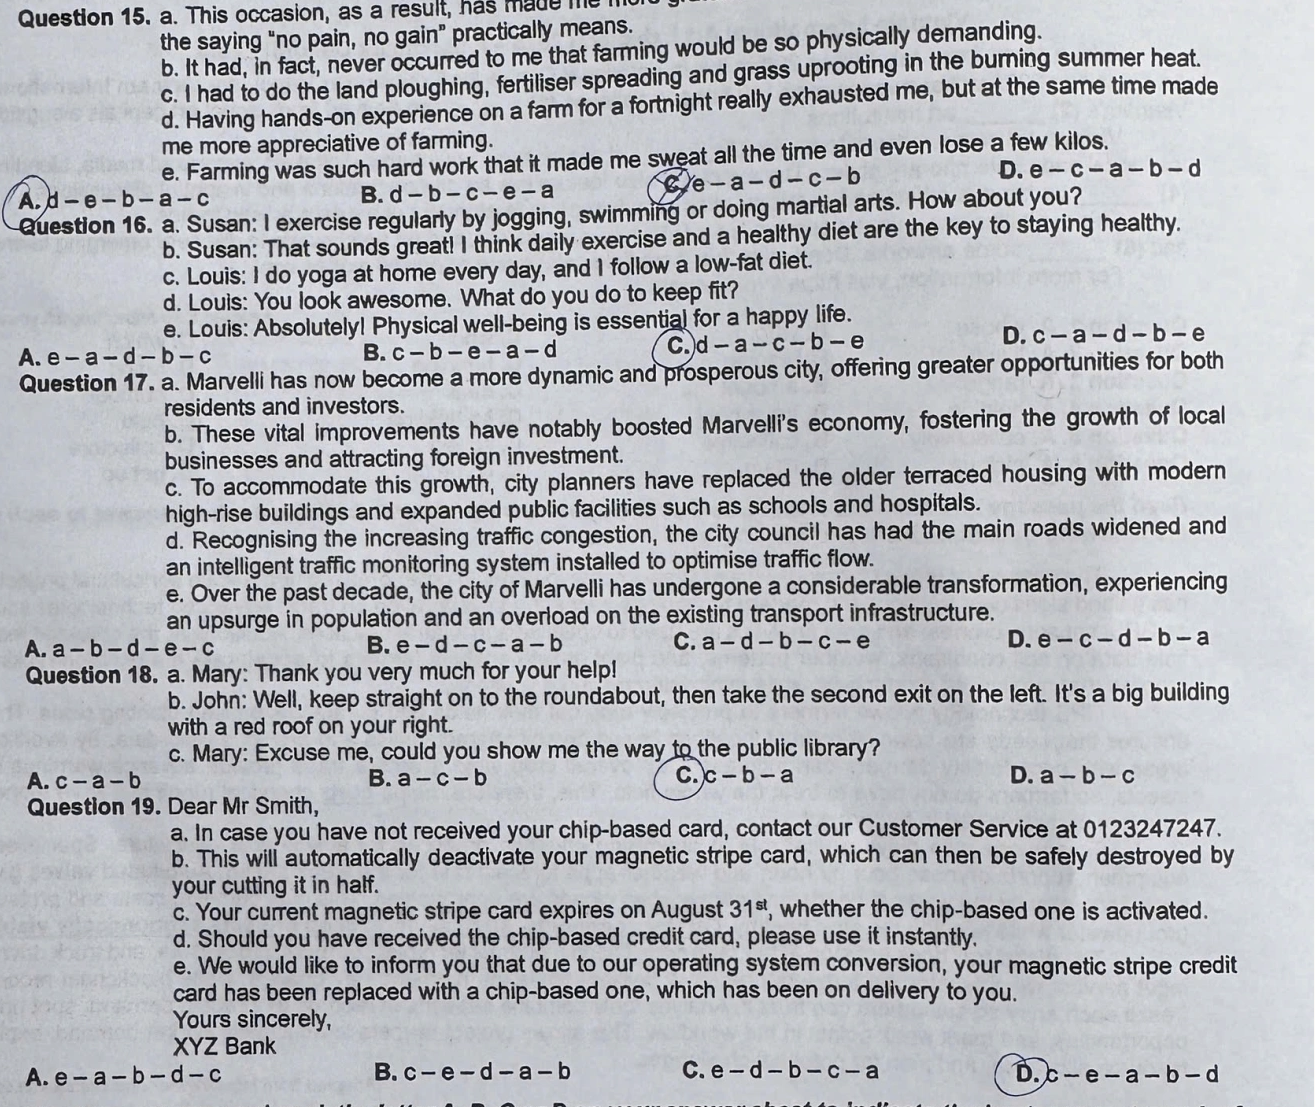 Question 15. a. This occasion, as a result, has made me more
the saying "no pain, no gain" practically means.
b. It had, in fact, never occurred to me that farming would be so physically demanding.
c. I had to do the land ploughing, fertiliser spreading and grass uprooting in the burning summer heat.
d. Having hands-on experience on a farm for a fortnight really exhausted me, but at the same time made
me more appreciative of farming.
e. Farming was such hard work that it made me sweat all the time and even lose a few kilos.
A. d – e – b – a – c B. d – b – c – e – a C. e – a – d – c – b D. e – c – a – b – d
Question 16. a. Susan: I exercise regularly by jogging, swimming or doing martial arts. How about you?
b. Susan: That sounds great! I think daily exercise and a healthy diet are the key to staying healthy.
c. Louis: I do yoga at home every day, and I follow a low-fat diet.
d. Louis: You look awesome. What do you do to keep fit?
e. Louis: Absolutely! Physical well-being is essential for a happy life.
A. e – a – d – b – c B. c – b – e – a – d C. d – a – c – b – e D. c – a – d – b – e
Question 17. a. Marvelli has now become a more dynamic and prosperous city, offering greater opportunities for both
residents and investors.
b. These vital improvements have notably boosted Marvelli's economy, fostering the growth of local
businesses and attracting foreign investment.
c. To accommodate this growth, city planners have replaced the older terraced housing with modern
high-rise buildings and expanded public facilities such as schools and hospitals.
d. Recognising the increasing traffic congestion, the city council has had the main roads widened and
an intelligent traffic monitoring system installed to optimise traffic flow.
e. Over the past decade, the city of Marvelli has undergone a considerable transformation, experiencing
an upsurge in population and an overload on the existing transport infrastructure.
A. a – b – d – e – c B. e – d – c – a – b C. a – d – b – c – e D. e – c – d – b – a
Question 18. a. Mary: Thank you very much for your help!
b. John: Well, keep straight on to the roundabout, then take the second exit on the left. It's a big building
with a red roof on your right.
c. Mary: Excuse me, could you show me the way to the public library?
A. c – a – b B. a – c – b C. c – b – a D. a – b – c
Question 19. Dear Mr Smith,
a. In case you have not received your chip-based card, contact our Customer Service at 0123247247.
b. This will automatically deactivate your magnetic stripe card, which can then be safely destroyed by
your cutting it in half.
c. Your current magnetic stripe card expires on August 31st, whether the chip-based one is activated.
d. Should you have received the chip-based credit card, please use it instantly.
e. We would like to inform you that due to our operating system conversion, your magnetic stripe credit
card has been replaced with a chip-based one, which has been on delivery to you.
Yours sincerely,
XYZ Bank
A. e – a – b – d – c B. c – e – d – a – b C. e – d – b – c – a D. c – e – a – b – d